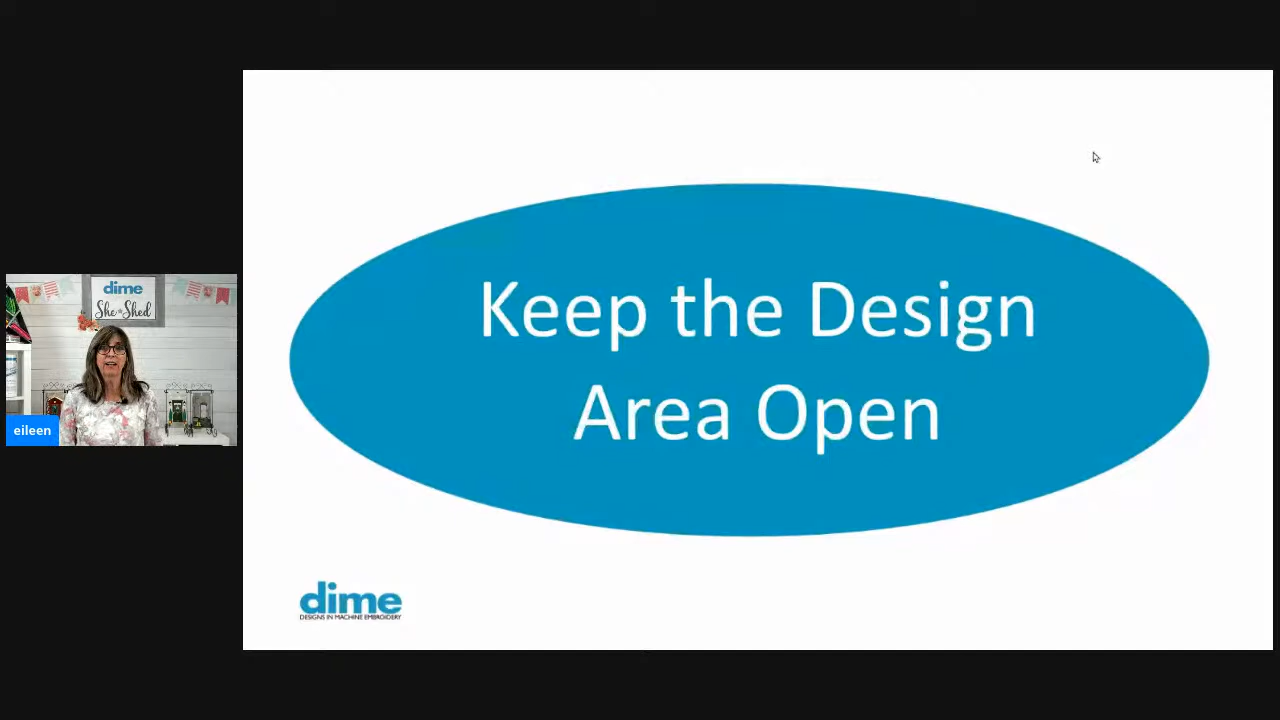 dime
She Shed
eileen
Keep the Design
Area Open
dime
DESIGNS IN MACHINE EMBROIDERY